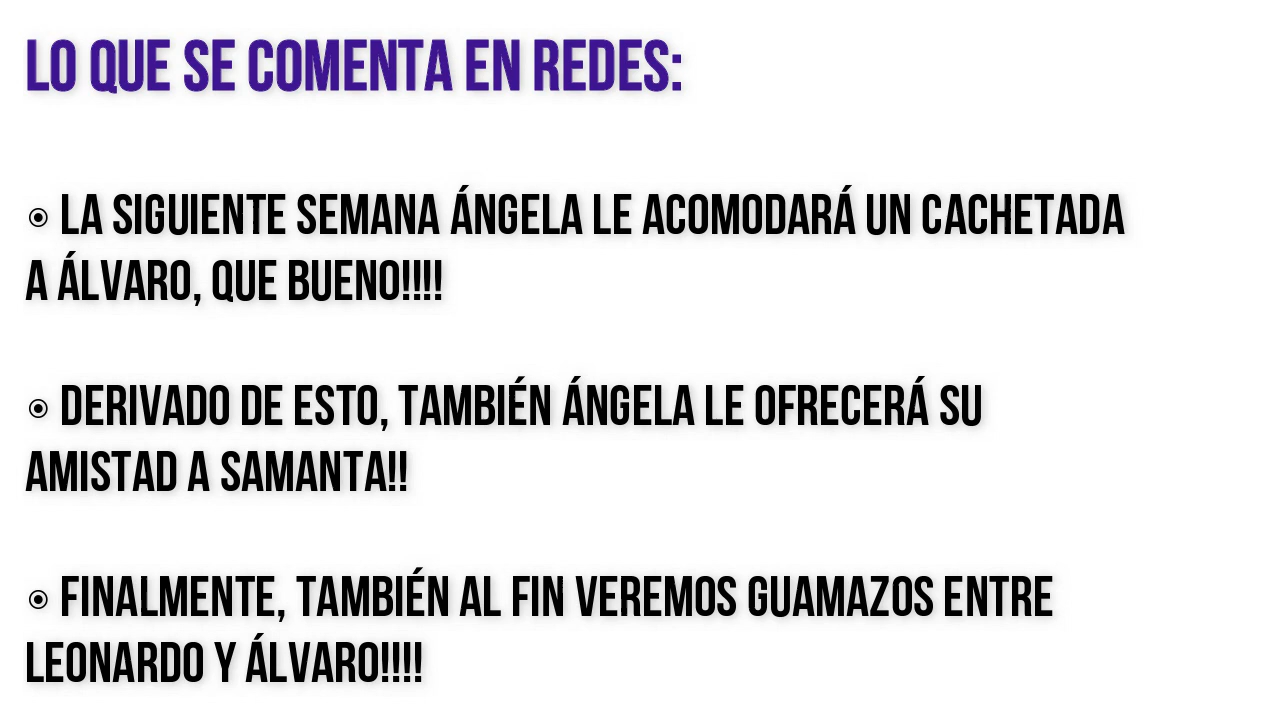 LO QUE SE COMENTA EN REDES:
⦿ LA SIGUIENTE SEMANA ÁNGELA LE ACOMODARÁ UN CACHETADA
A ÁLVARO, QUE BUENO!!!!
⦿ DERIVADO DE ESTO, TAMBIÉN ÁNGELA LE OFRECERÁ SU
AMISTAD A SAMANTA!!
⦿ FINALMENTE, TAMBIÉN AL FIN VEREMOS GUAMAZOS ENTRE
LEONARDO Y ÁLVARO!!!!